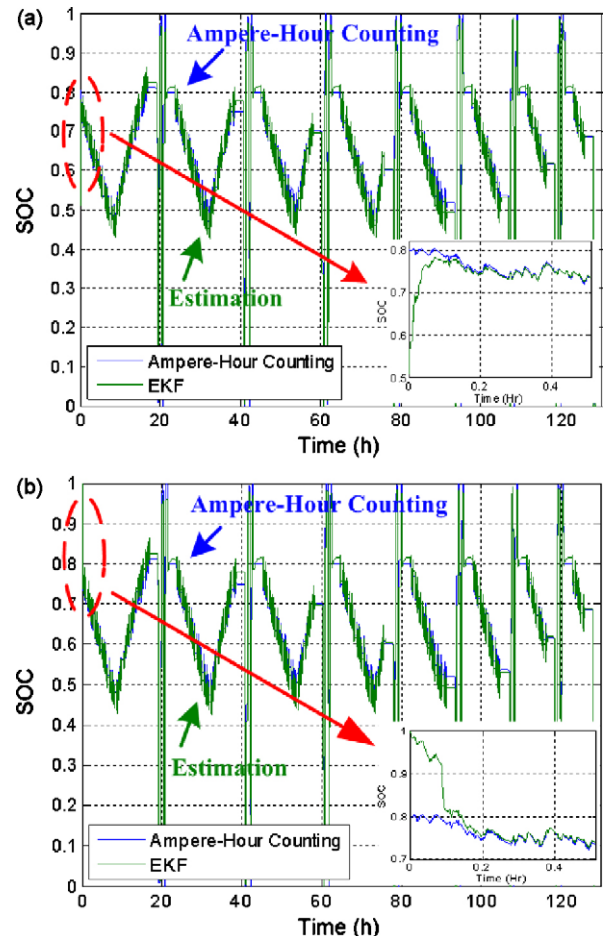 (a)
Ampere-Hour Counting
1
0.9
0.8
0.7
0.6
0.5
0.4
0.3
0.2
0.1
0
SOC
Estimation
Ampere-Hour Counting
EKF
0.8
0.7
0.6
0.5
SOC
0 0.2 0.4
Time (Hr)
0 20 40 60 80 100 120
Time (h)
(b)
Ampere-Hour Counting
1
0.9
0.8
0.7
0.6
0.5
0.4
0.3
0.2
0.1
0
SOC
Estimation
Ampere-Hour Counting
EKF
1
0.9
0.8
0.7
SOC
0 0.2 0.4
Time (Hr)
0 20 40 60 80 100 120
Time (h)